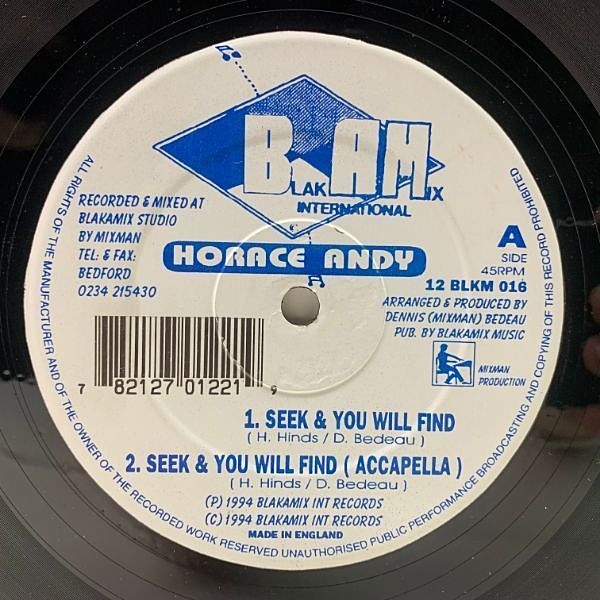 B AM
BLAKAMIX
INTERNATIONAL
RECORDED & MIXED AT
BLAKAMIX STUDIO
BY MIXMAN
TEL: & FAX:
BEDFORD
0234 215430
HORACE ANDY
A
SIDE
45RPM
12 BLKM 016
ARRANGED & PRODUCED BY
DENNIS (MIXMAN) BEDEAU
PUB. BY BLAKAMIX MUSIC
MIXMAN
PRODUCTION
7 82127 01221 9
1. SEEK & YOU WILL FIND
( H. Hinds / D. Bedeau )
2. SEEK & YOU WILL FIND ( ACCAPELLA )
( H. Hinds / D. Bedeau )
(P) 1994 BLAKAMIX INT RECORDS
(C) 1994 BLAKAMIX INT RECORDS
MADE IN ENGLAND
ALL RIGHTS OF THE MANUFACTURER AND OF THE OWNER OF THE RECORDED WORK RESERVED UNAUTHORISED PUBLIC PERFORMANCE BROADCASTING AND COPYING OF THIS RECORD PROHIBITED